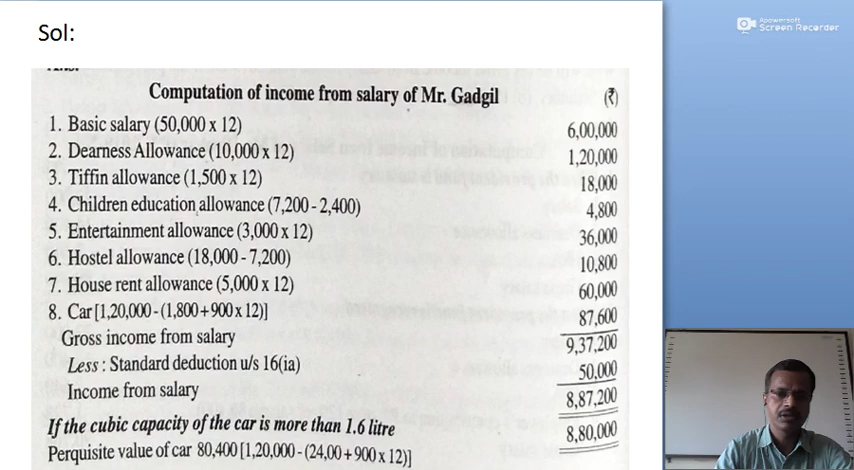 Sol:
Apowersoft
Screen Recorder
Computation of income from salary of Mr. Gadgil (₹)
1. Basic salary (50,000 x 12) 6,00,000
2. Dearness Allowance (10,000 x 12) 1,20,000
3. Tiffin allowance (1,500 x 12) 18,000
4. Children education allowance (7,200 - 2,400) 4,800
5. Entertainment allowance (3,000 x 12) 36,000
6. Hostel allowance (18,000 - 7,200) 10,800
7. House rent allowance (5,000 x 12) 60,000
8. Car [1,20,000 - (1,800+900 x 12)] 87,600
Gross income from salary 9,37,200
Less : Standard deduction u/s 16(ia) 50,000
Income from salary 8,87,200
If the cubic capacity of the car is more than 1.6 litre 8,80,000
Perquisite value of car 80,400 [1,20,000 - (24,00+900 x 12)]